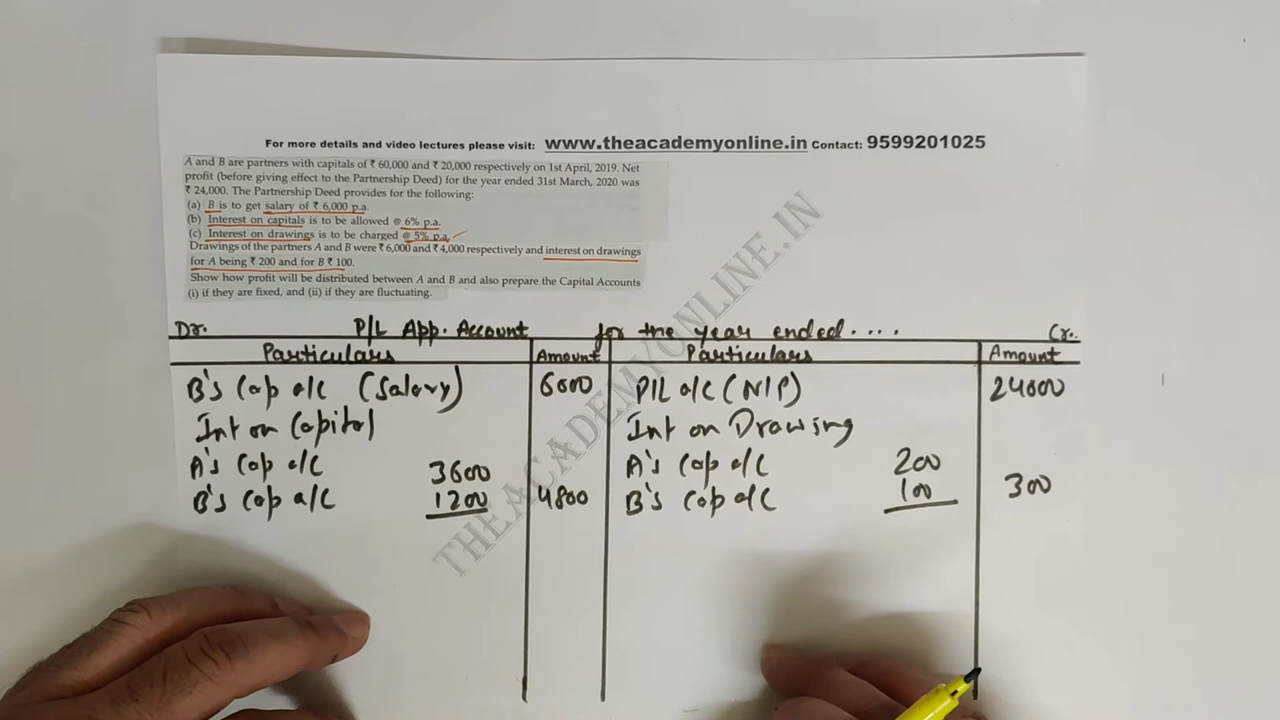 For more details and video lectures please visit: www.theacademyonline.in Contact: 9599201025
A and B are partners with capitals of ₹ 60,000 and ₹ 20,000 respectively on 1st April, 2019. Net
profit (before giving effect to the Partnership Deed) for the year ended 31st March, 2020 was
₹ 24,000. The Partnership Deed provides for the following:
(a) B is to get salary of ₹ 6,000 p.a.
(b) Interest on capitals is to be allowed @ 6% p.a.
(c) Interest on drawings is to be charged @ 5% p.a.
Drawings of the partners A and B were ₹ 6,000 and ₹ 4,000 respectively and interest on drawings
for A being ₹ 200 and for B ₹ 100.
Show how profit will be distributed between A and B and also prepare the Capital Accounts
(i) if they are fixed, and (ii) if they are fluctuating.
THEACADEMYONLINE.IN
Dr. P/L App. Account for the year ended.... Cr.
Particulars Amount Particulars Amount
B's Cap a/c (Salary) 6000 P/L a/c (N/P) 24000
Int on Capital Int on Drawing
A's Cap a/c 3600 A's Cap a/c 200
B's Cap a/c 1200 4800 B's Cap a/c 100 300